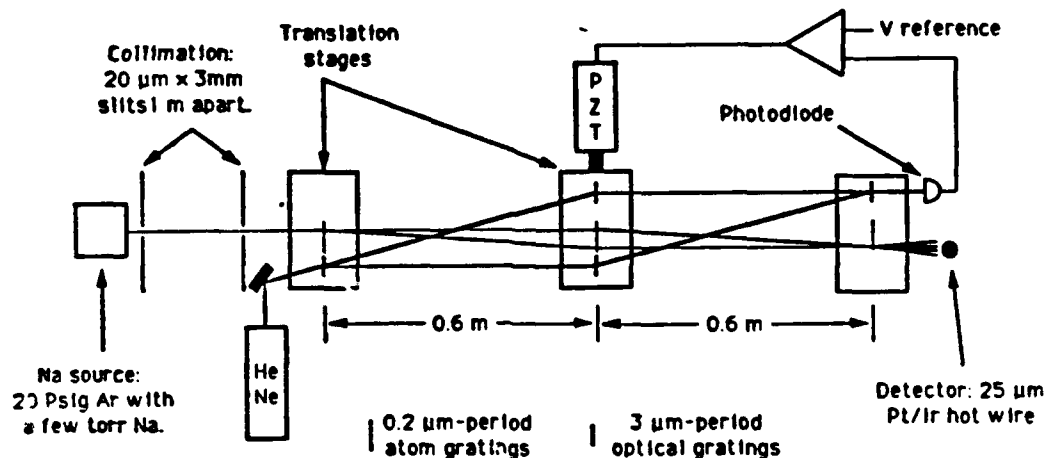 Collimation:
20 µm x 3mm
slits 1 m apart.
Translation
stages
P
Z
T
V reference
Photodiode
0.6 m
0.6 m
He
Ne
Na source:
20 Psig Ar with
a few torr Na.
0.2 µm-period
atom gratings
3 µm-period
optical gratings
Detector: 25 µm
Pt/Ir hot wire